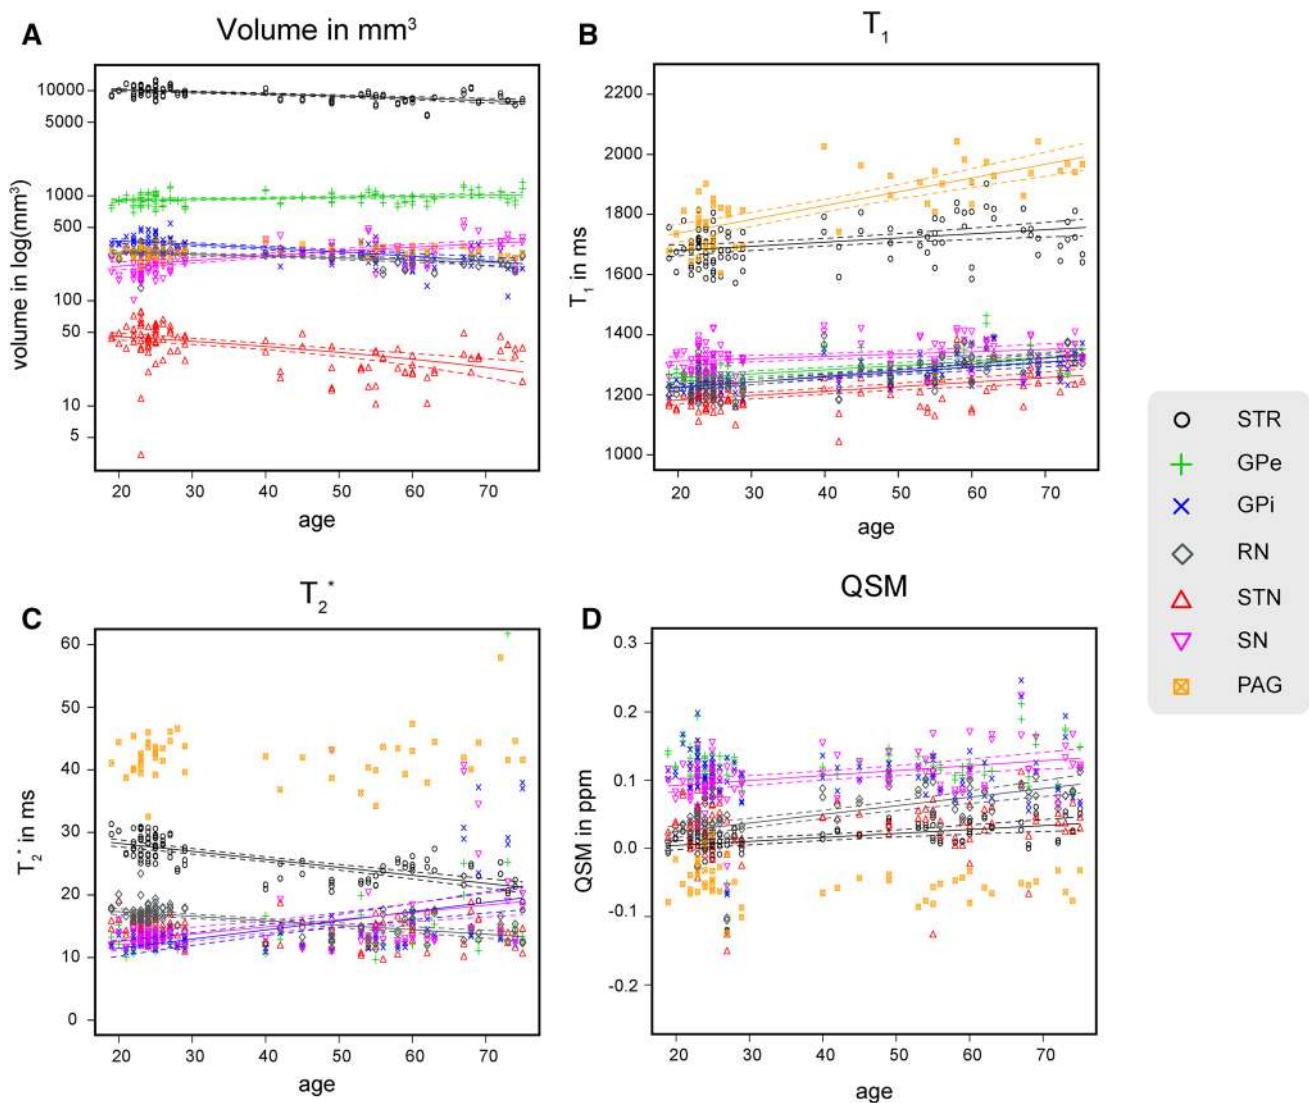 A Volume in mm³
volume in log(mm³)
10000
5000
1000
500
100
50
10
5
20 30 40 50 60 70
age
B T₁
T₁ in ms
2200
2000
1800
1600
1400
1200
1000
20 30 40 50 60 70
age
STR
GPe
GPi
RN
STN
SN
PAG
C T₂*
T₂* in ms
60
50
40
30
20
10
0
20 30 40 50 60 70
age
D QSM
QSM in ppm
0.3
0.2
0.1
0.0
-0.1
-0.2
20 30 40 50 60 70
age